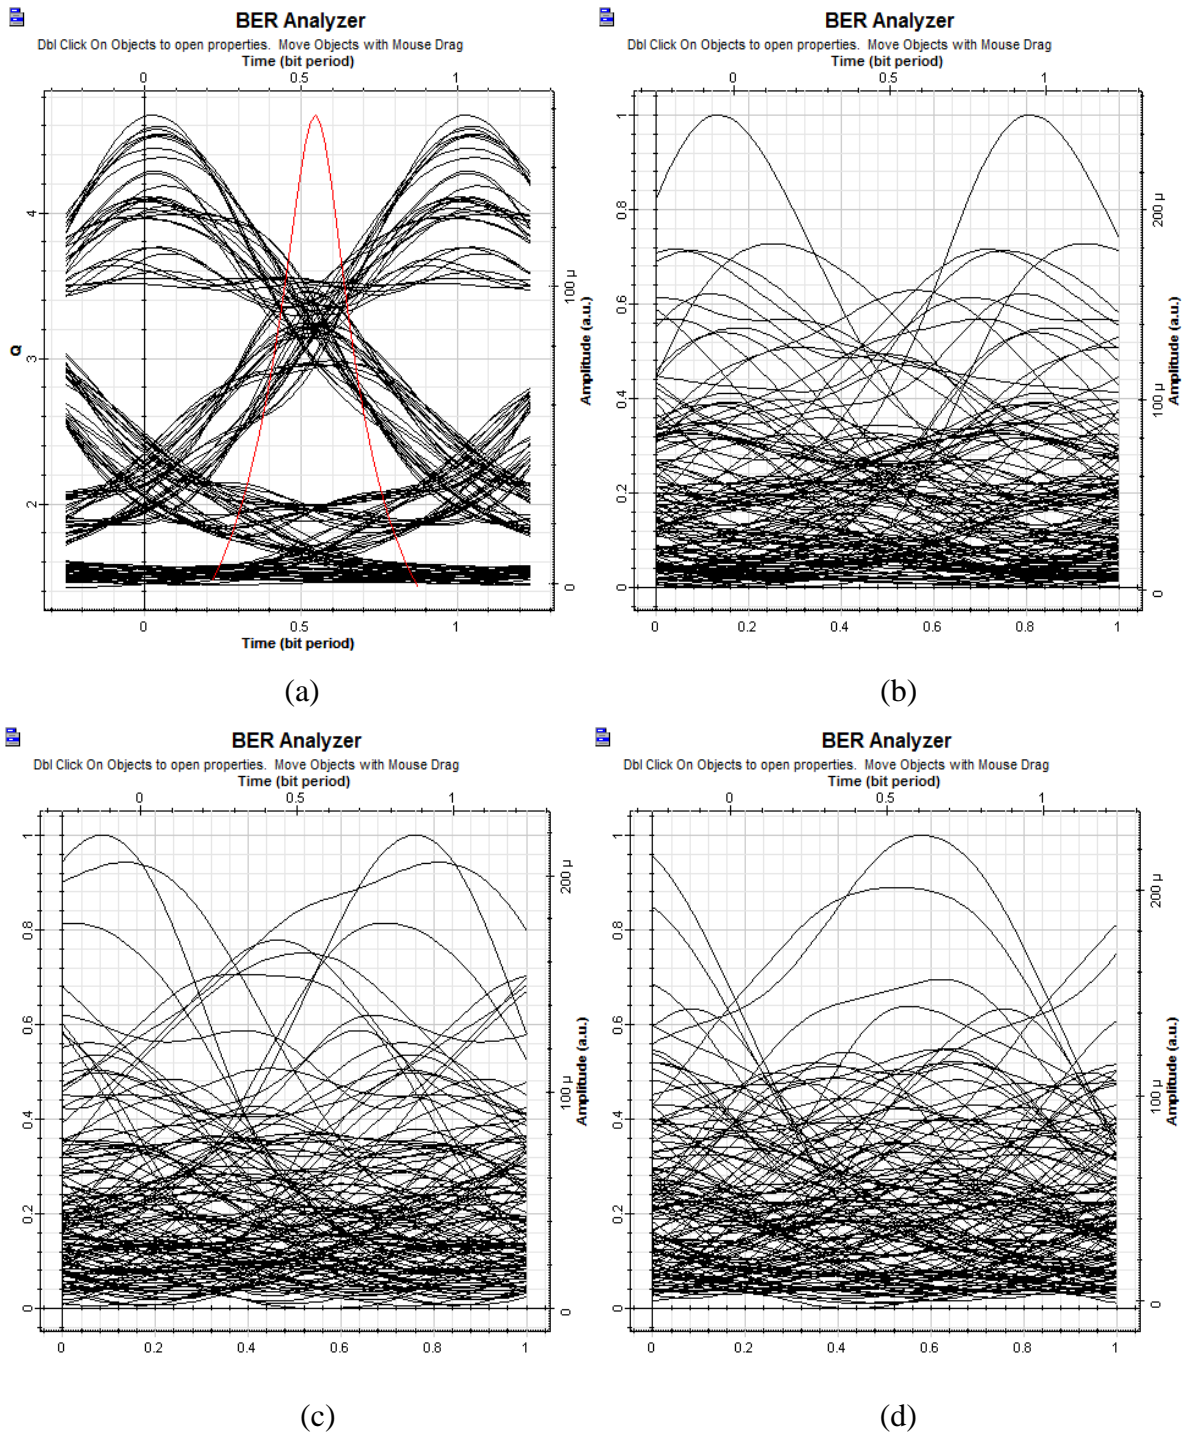 BER Analyzer
Dbl Click On Objects to open properties. Move Objects with Mouse Drag
Time (bit period)
0 0.5 1
Q
4
3
2
100 µ
0
Amplitude (a.u.)
0 0.5 1
Time (bit period)
(a)
BER Analyzer
Dbl Click On Objects to open properties. Move Objects with Mouse Drag
Time (bit period)
0 0.5 1
1
0.8
0.6
0.4
0.2
0
200 µ
100 µ
0
Amplitude (a.u.)
0 0.2 0.4 0.6 0.8 1
(b)
BER Analyzer
Dbl Click On Objects to open properties. Move Objects with Mouse Drag
Time (bit period)
0 0.5 1
1
0.8
0.6
0.4
0.2
0
200 µ
100 µ
0
Amplitude (a.u.)
0 0.2 0.4 0.6 0.8 1
(c)
BER Analyzer
Dbl Click On Objects to open properties. Move Objects with Mouse Drag
Time (bit period)
0 0.5 1
1
0.8
0.6
0.4
0.2
0
200 µ
100 µ
0
Amplitude (a.u.)
0 0.2 0.4 0.6 0.8 1
(d)